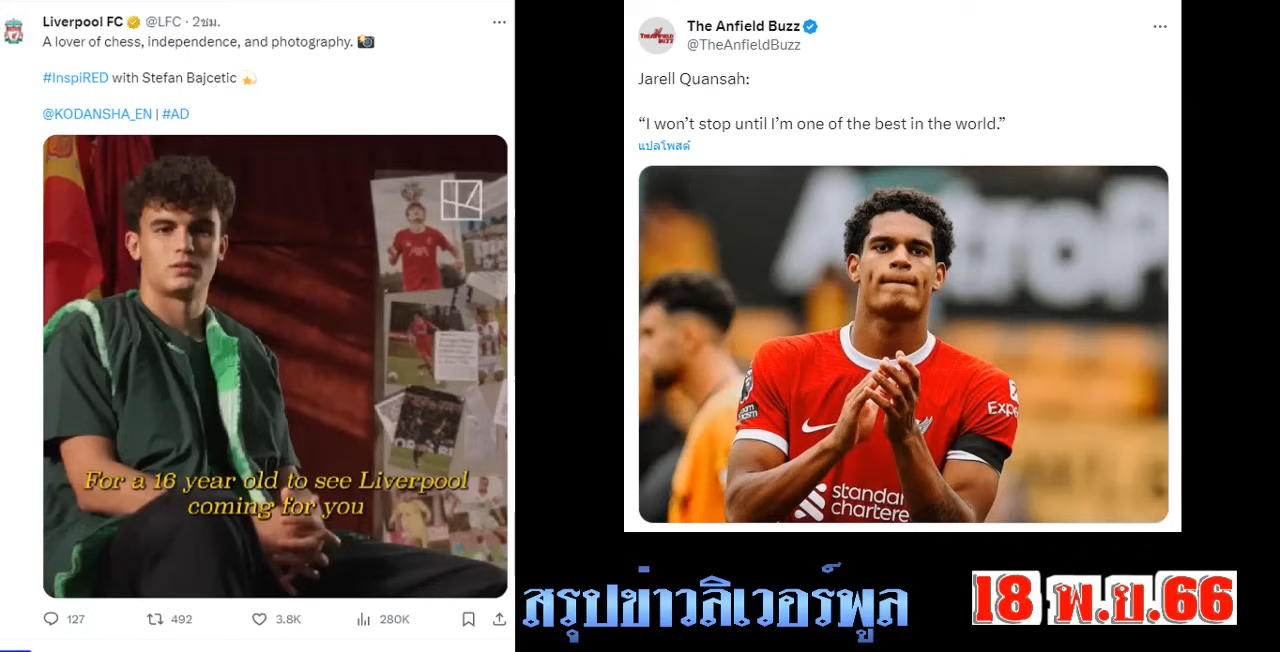 Liverpool FC @LFC · 2ชม.
A lover of chess, independence, and photography.
#InspiRED with Stefan Bajcetic
@KODANSHA_EN | #AD
For a 16 year old to see Liverpool
coming for you
127 492 3.8K 280K
The Anfield Buzz
@TheAnfieldBuzz
Jarell Quansah:
“I won’t stop until I’m one of the best in the world.”
แปลโพสต์
Expe
standar
chartere
สรุปข่าวลิเวอร์พูล
18 พ.ย.66